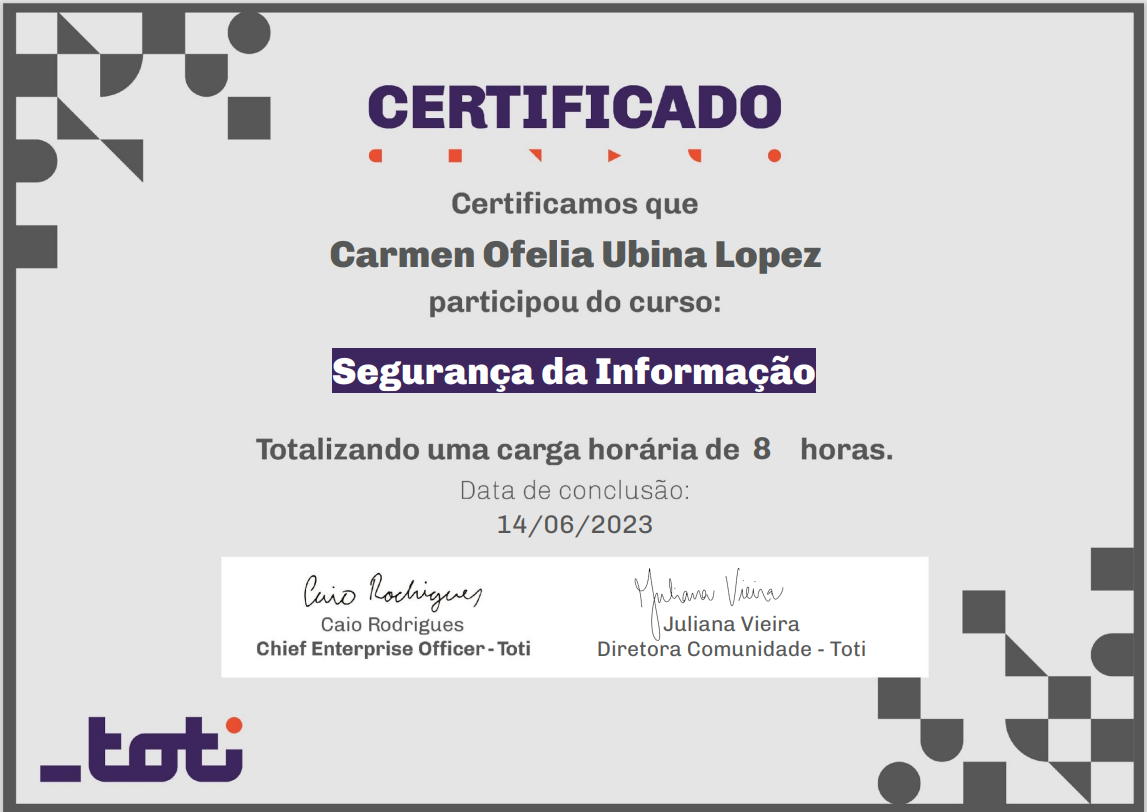 CERTIFICADO
Certificamos que
Carmen Ofelia Ubina Lopez
participou do curso:
Segurança da Informação
Totalizando uma carga horária de 8 horas.
Data de conclusão:
14/06/2023
Caio Rodrigues
Caio Rodrigues
Chief Enterprise Officer - Toti
Juliana Vieira
Juliana Vieira
Diretora Comunidade - Toti
_toti